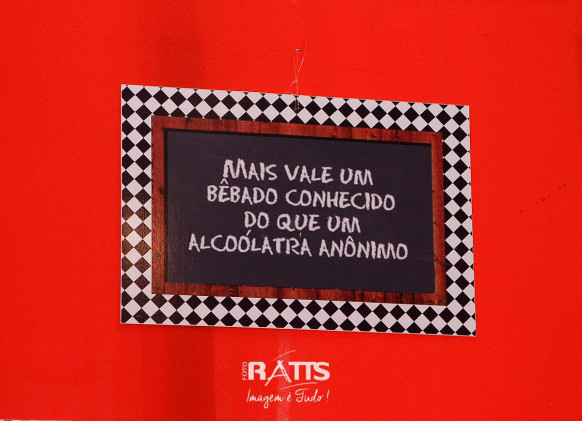 MAIS VALE UM
BÊBADO CONHECIDO
DO QUE UM
ALCOÓLATRA ANÔNIMO
FOTO RATTS
Imagem é Tudo!